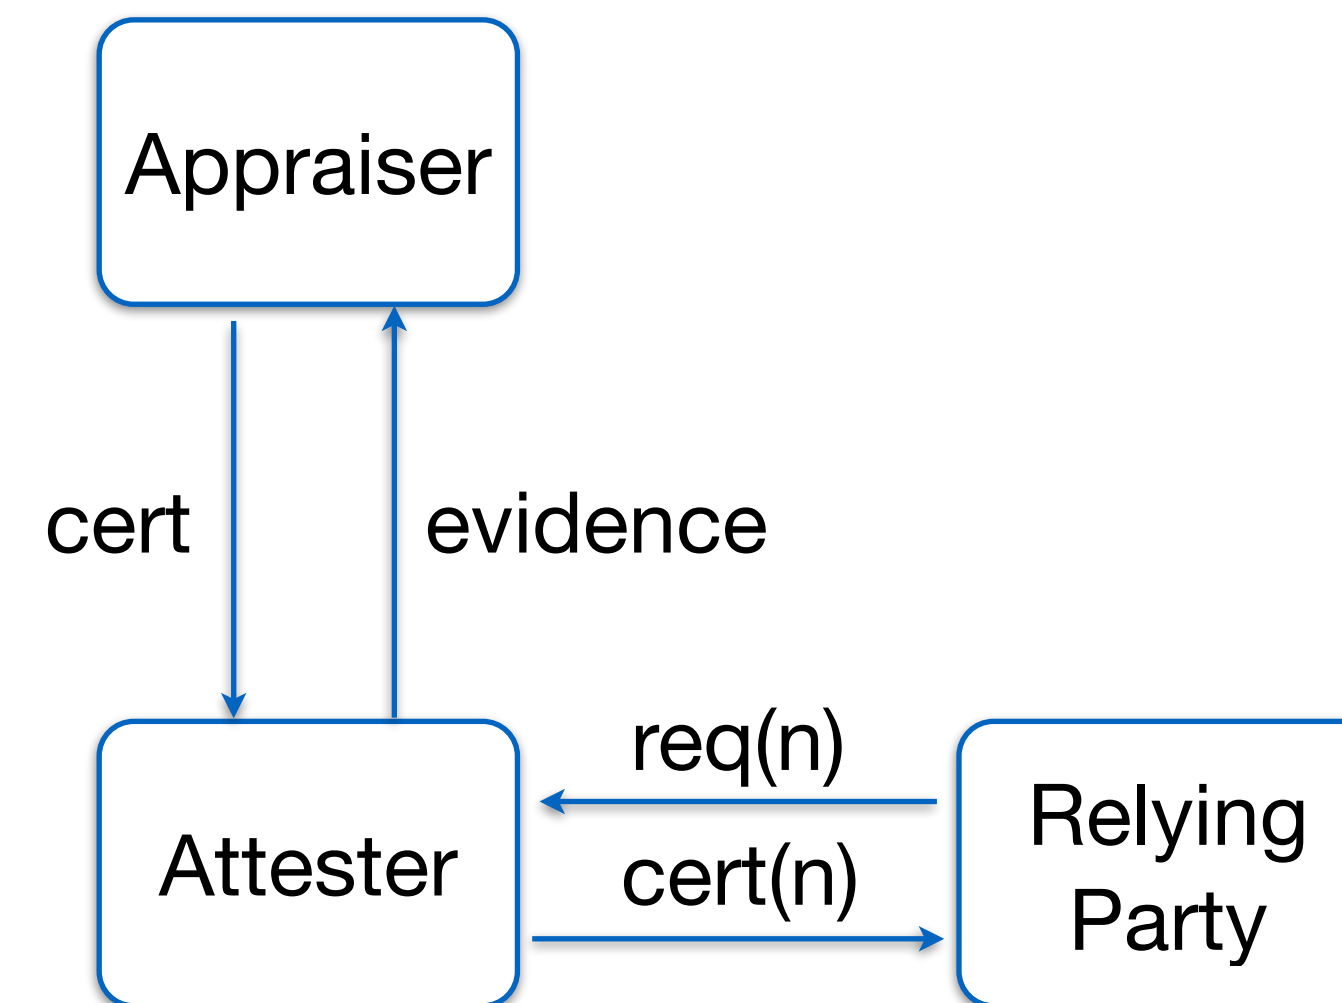 Appraiser
cert
evidence
req(n)
cert(n)
Attester
Relying
Party